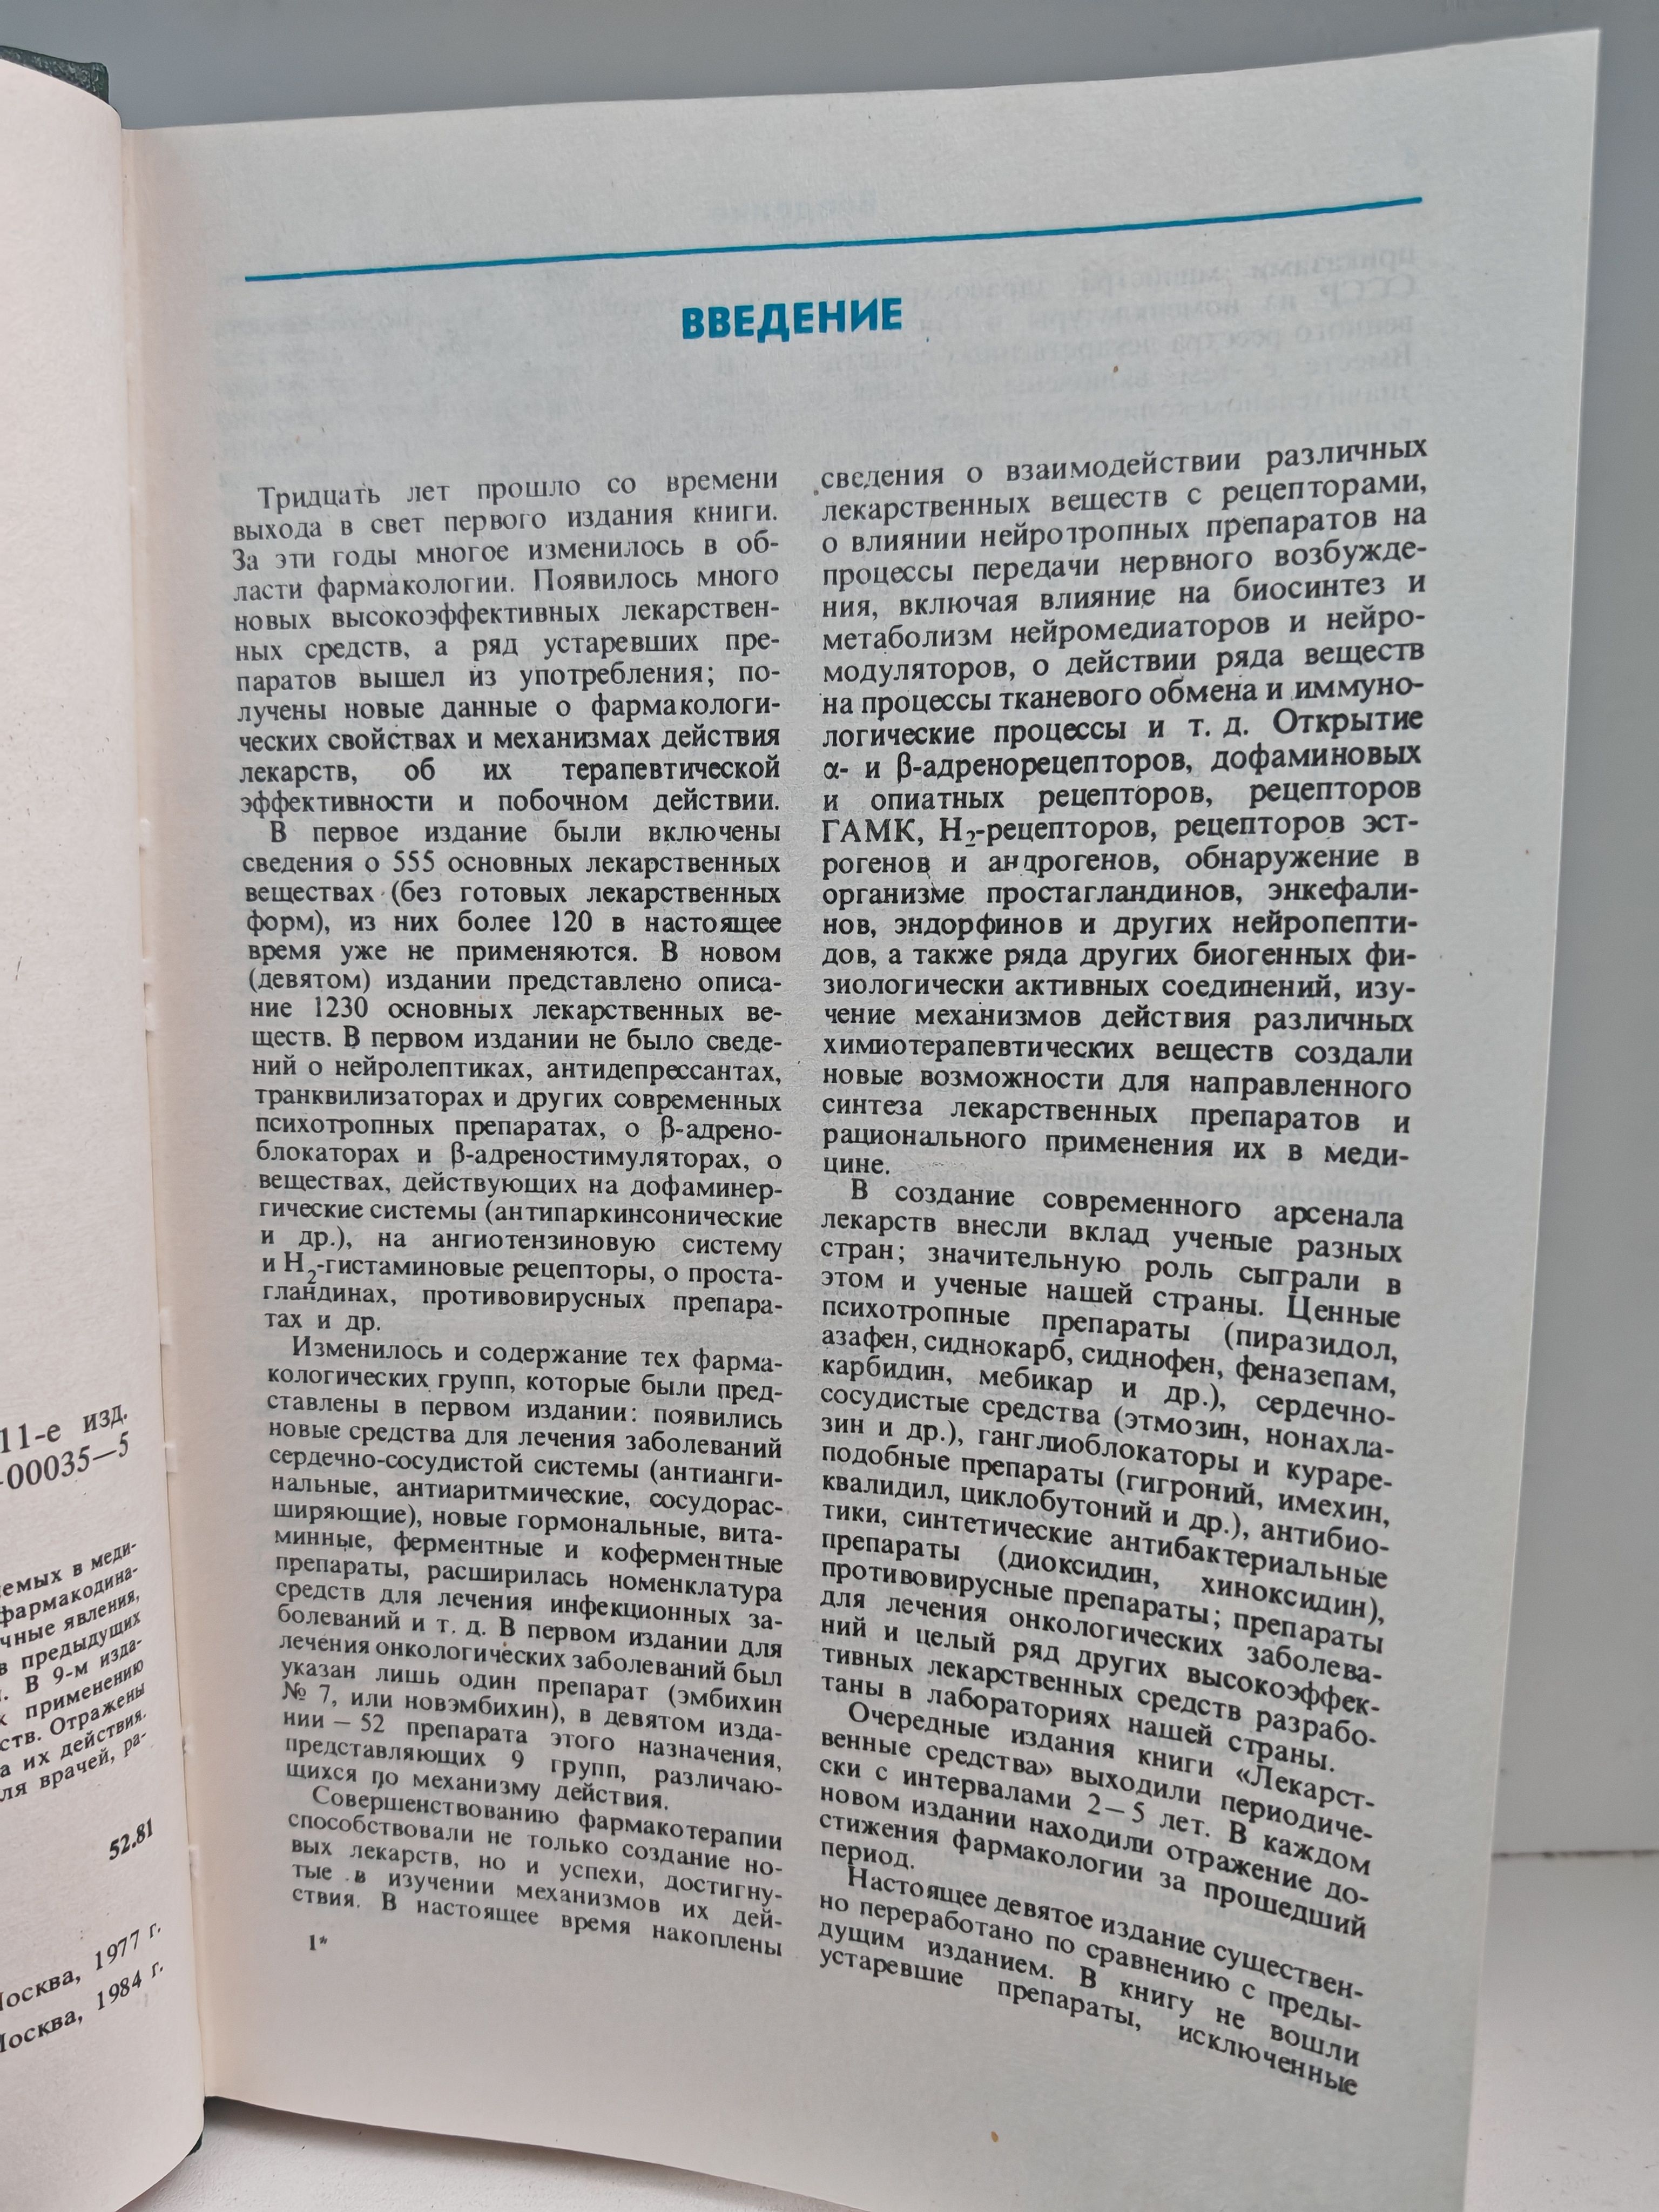 11-е изд.
00035—5
емых в меди-
фармакодина-
чные явления,
в предыдущих
В 9-м изда-
применению
ств. Отражены
а их действия.
ля врачей, ра-
52.81
Москва, 1977 г.
Москва, 1984 г.
ВВЕДЕНИЕ
Тридцать лет прошло со времени
выхода в свет первого издания книги.
За эти годы многое изменилось в об-
ласти фармакологии. Появилось много
новых высокоэффективных лекарствен-
ных средств, а ряд устаревших пре-
паратов вышел из употребления; по-
лучены новые данные о фармакологи-
ческих свойствах и механизмах действия
лекарств, об их терапевтической
эффективности и побочном действии.
В первое издание были включены
сведения о 555 основных лекарственных
веществах (без готовых лекарственных
форм), из них более 120 в настоящее
время уже не применяются. В новом
(девятом) издании представлено описа-
ние 1230 основных лекарственных ве-
ществ. В первом издании не было сведе-
ний о нейролептиках, антидепрессантах,
транквилизаторах и других современных
психотропных препаратах, о β-адрено-
блокаторах и β-адреностимуляторах, о
веществах, действующих на дофаминер-
гические системы (антипаркинсонические
и др.), на ангиотензиновую систему
и H₂-гистаминовые рецепторы, о проста-
гландинах, противовирусных препара-
тах и др.
Изменилось и содержание тех фарма-
кологических групп, которые были пред-
ставлены в первом издании: появились
новые средства для лечения заболеваний
сердечно-сосудистой системы (антианги-
нальные, антиаритмические, сосудорас-
ширяющие), новые гормональные, вита-
минные, ферментные и коферментные
препараты, расширилась номенклатура
средств для лечения инфекционных за-
болеваний и т. д. В первом издании для
лечения онкологических заболеваний был
указан лишь один препарат (эмбихин
№ 7, или новэмбихин), в девятом изда-
нии — 52 препарата этого назначения,
представляющих 9 групп, различаю-
щихся по механизму действия.
Совершенствованию фармакотерапии
способствовали не только создание но-
вых лекарств, но и успехи, достигну-
тые в изучении механизмов их дей-
ствия. В настоящее время накоплены
1*
сведения о взаимодействии различных
лекарственных веществ с рецепторами,
о влиянии нейротропных препаратов на
процессы передачи нервного возбужде-
ния, включая влияние на биосинтез и
метаболизм нейромедиаторов и нейро-
модуляторов, о действии ряда веществ
на процессы тканевого обмена и иммуно-
логические процессы и т. д. Открытие
α- и β-адренорецепторов, дофаминовых
и опиатных рецепторов, рецепторов
ГАМК, H₂-рецепторов, рецепторов эст-
рогенов и андрогенов, обнаружение в
организме простагландинов, энкефали-
нов, эндорфинов и других нейропепти-
дов, а также ряда других биогенных фи-
зиологически активных соединений, изу-
чение механизмов действия различных
химиотерапевтических веществ создали
новые возможности для направленного
синтеза лекарственных препаратов и
рационального применения их в меди-
цине.
В создание современного арсенала
лекарств внесли вклад ученые разных
стран; значительную роль сыграли в
этом и ученые нашей страны. Ценные
психотропные препараты (пиразидол,
азафен, сиднокарб, сиднофен, феназепам,
карбидин, мебикар и др.), сердечно-
сосудистые средства (этмозин, нонахла-
зин и др.), ганглиоблокаторы и кураре-
подобные препараты (гигроний, имехин,
квалидил, циклобутоний и др.), антибио-
тики, синтетические антибактериальные
препараты (диоксидин, хиноксидин),
противовирусные препараты; препараты
для лечения онкологических заболева-
ний и целый ряд других высокоэффек-
тивных лекарственных средств разрабо-
таны в лабораториях нашей страны.
Очередные издания книги «Лекарст-
венные средства» выходили периодиче-
ски с интервалами 2—5 лет. В каждом
новом издании находили отражение до-
стижения фармакологии за прошедший
период.
Настоящее девятое издание существен-
но переработано по сравнению с преды-
дущим изданием. В книгу не вошли
устаревшие препараты, исключенные